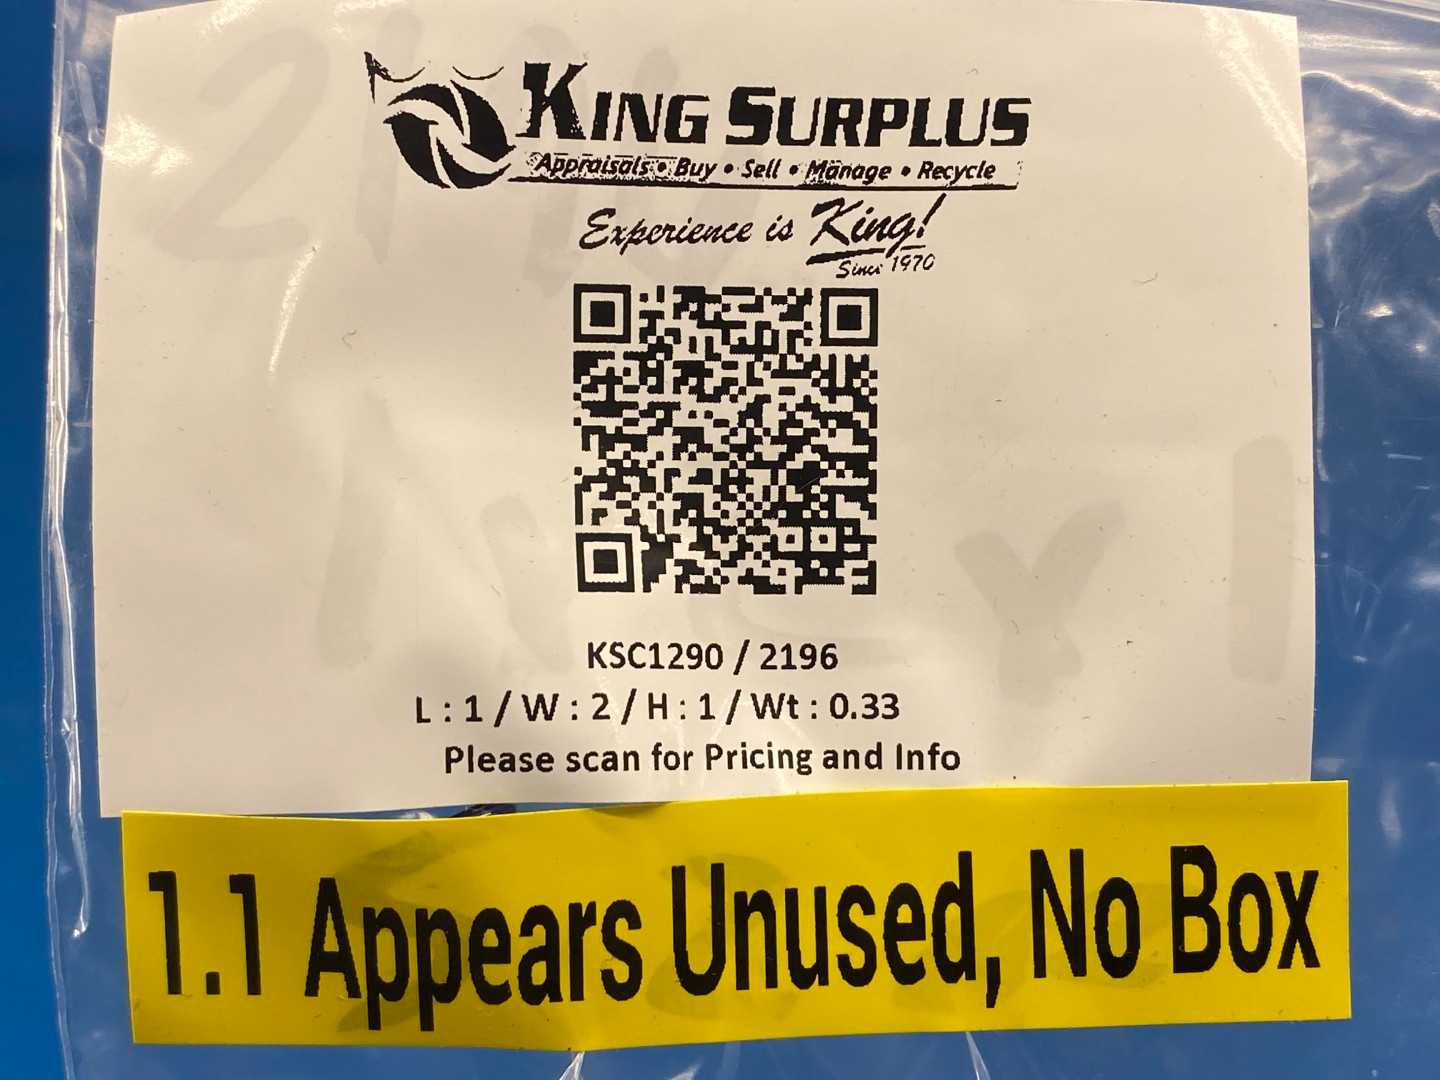 KING SURPLUS
Appraisals • Buy • Sell • Manage • Recycle
Experience is King!
Since 1970
KSC1290 / 2196
L : 1 / W : 2 / H : 1 / Wt : 0.33
Please scan for Pricing and Info
1.1 Appears Unused, No Box